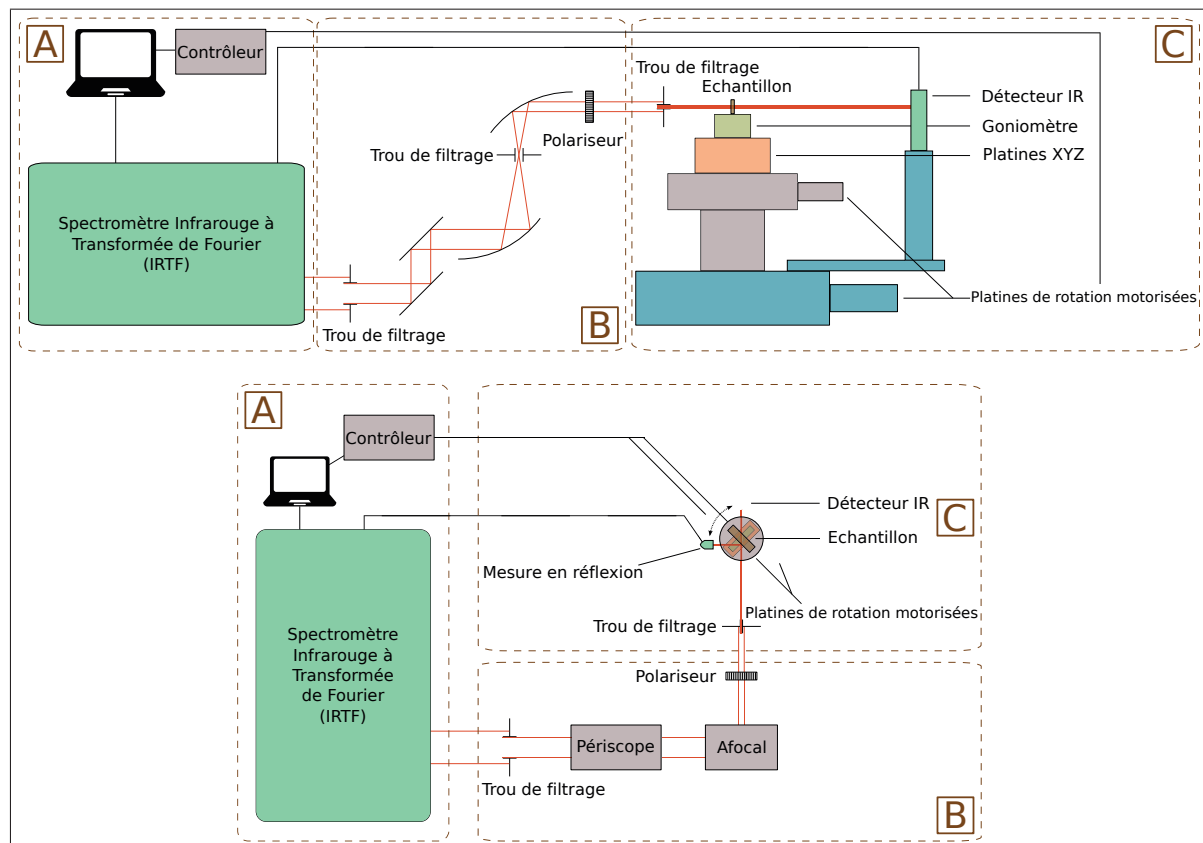 A
Contrôleur
Spectromètre Infrarouge à
Transformée de Fourier
(IRTF)
Trou de filtrage
Trou de filtrage
Polariseur
B
Trou de filtrage
Echantillon
C
Détecteur IR
Goniomètre
Platines XYZ
Platines de rotation motorisées
A
Contrôleur
Spectromètre
Infrarouge à
Transformée
de Fourier
(IRTF)
Détecteur IR
C
Echantillon
Mesure en réflexion
Platines de rotation motorisées
Trou de filtrage
Polariseur
Périscope
Afocal
Trou de filtrage
B